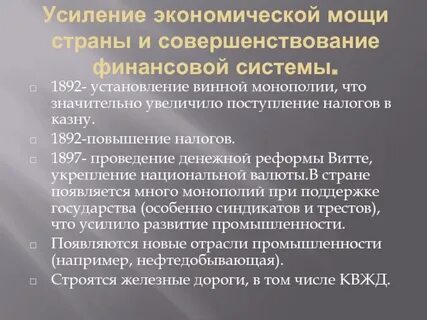 Усиление экономической мощи
страны и совершенствование
финансовой системы.
1892- установление винной монополии, что
значительно увеличило поступление налогов в
казну.
1892-повышение налогов.
1897- проведение денежной реформы Витте,
укрепление национальной валюты.В стране
появляется много монополий при поддержке
государства (особенно синдикатов и трестов),
что усилило развитие промышленности.
Появляются новые отрасли промышленности
(например, нефтедобывающая).
Строятся железные дороги, в том числе КВЖД.